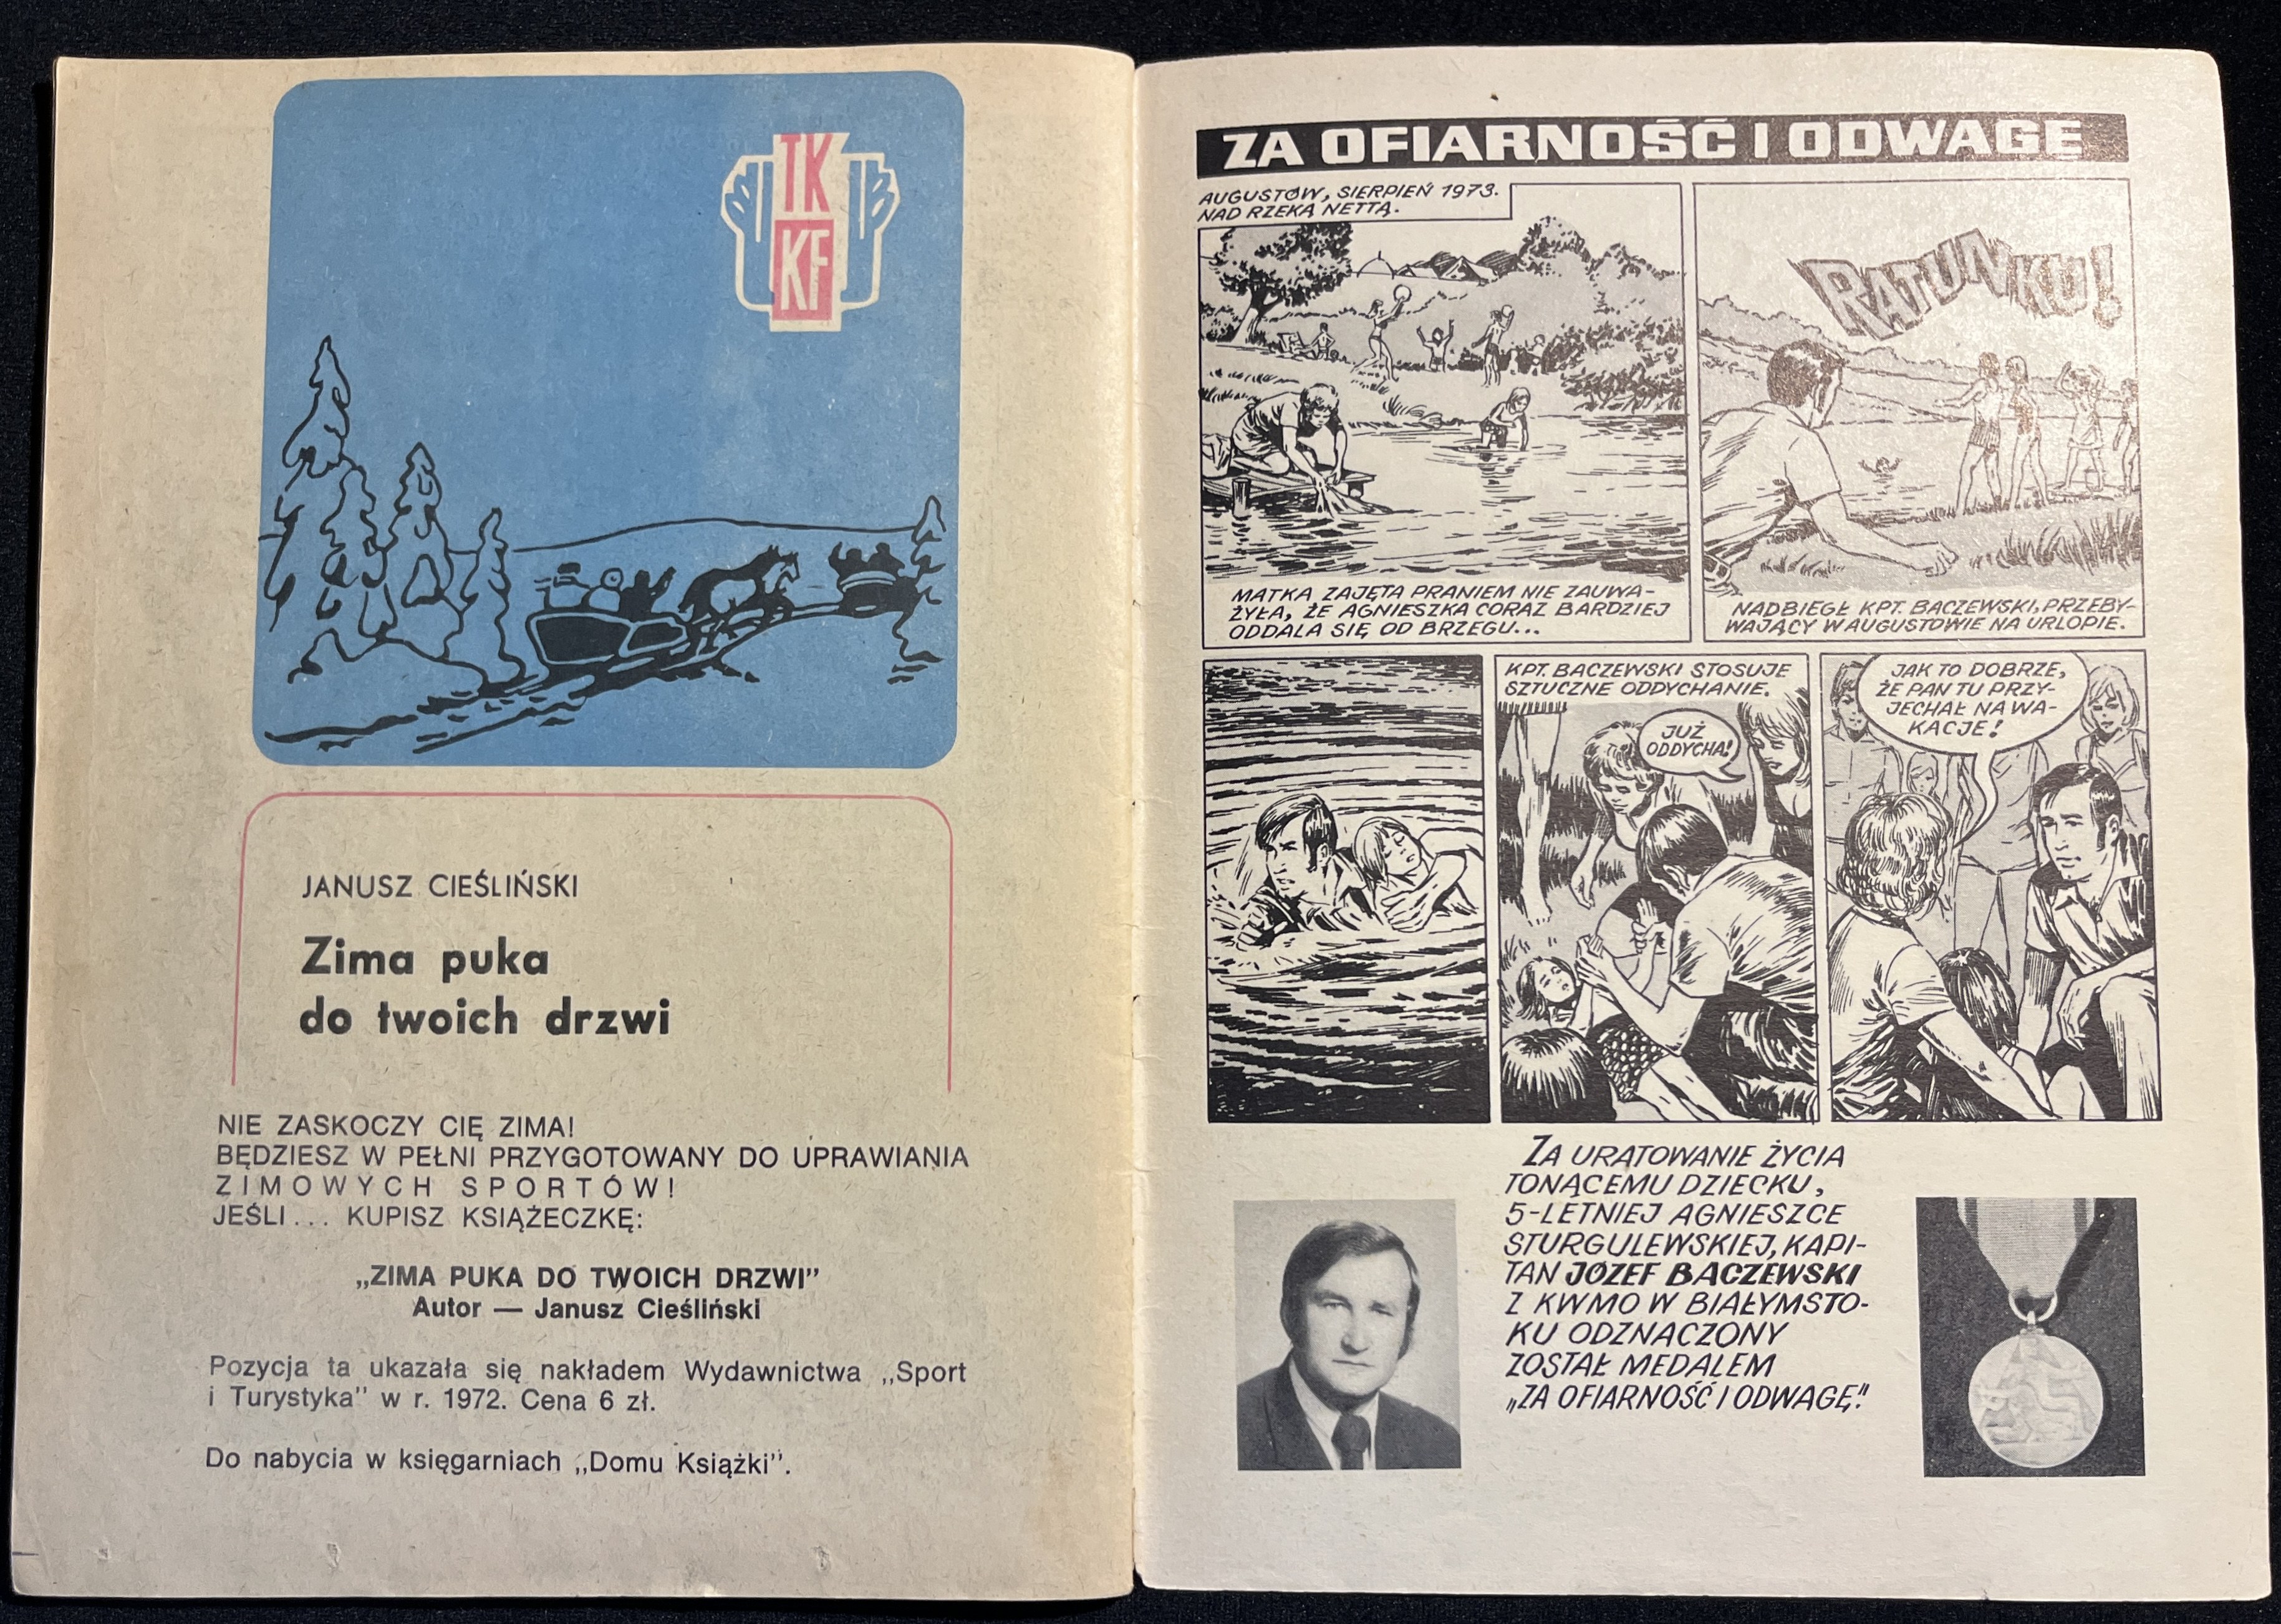 TK
KF
JANUSZ CIEŚLIŃSKI
Zima puka
do twoich drzwi
NIE ZASKOCZY CIĘ ZIMA!
BĘDZIESZ W PEŁNI PRZYGOTOWANY DO UPRAWIANIA
ZIMOWYCH SPORTÓW!
JEŚLI... KUPISZ KSIĄŻECZKĘ:
„ZIMA PUKA DO TWOICH DRZWI”
Autor — Janusz Cieśliński
Pozycja ta ukazała się nakładem Wydawnictwa „Sport
i Turystyka” w r. 1972. Cena 6 zł.
Do nabycia w księgarniach „Domu Książki”.
ZA OFIARNOŚĆ I ODWAGĘ
AUGUSTÓW, SIERPIEŃ 1973.
NAD RZEKĄ NETTĄ.
MATKA ZAJĘTA PRANIEM NIE ZAUWA-
ŻYŁA, ŻE AGNIESZKA CORAZ BARDZIEJ
ODDALA SIĘ OD BRZEGU...
RATUNKU!
NADBIEGŁ KPT. BACZEWSKI, PRZEBY-
WAJĄCY W AUGUSTOWIE NA URLOPIE.
KPT. BACZEWSKI STOSUJE
SZTUCZNE ODDYCHANIE.
JUŻ
ODDYCHA!
JAK TO DOBRZE,
ŻE PAN TU PRZY-
JECHAŁ NA WA-
KACJE!
ZA URATOWANIE ŻYCIA
TONĄCEMU DZIECKU,
5-LETNIEJ AGNIESZCE
STURGULEWSKIEJ, KAPI-
TAN JÓZEF BACZEWSKI
Z KWMO W BIAŁYMSTO-
KU ODZNACZONY
ZOSTAŁ MEDALEM
„ZA OFIARNOŚĆ I ODWAGĘ”.